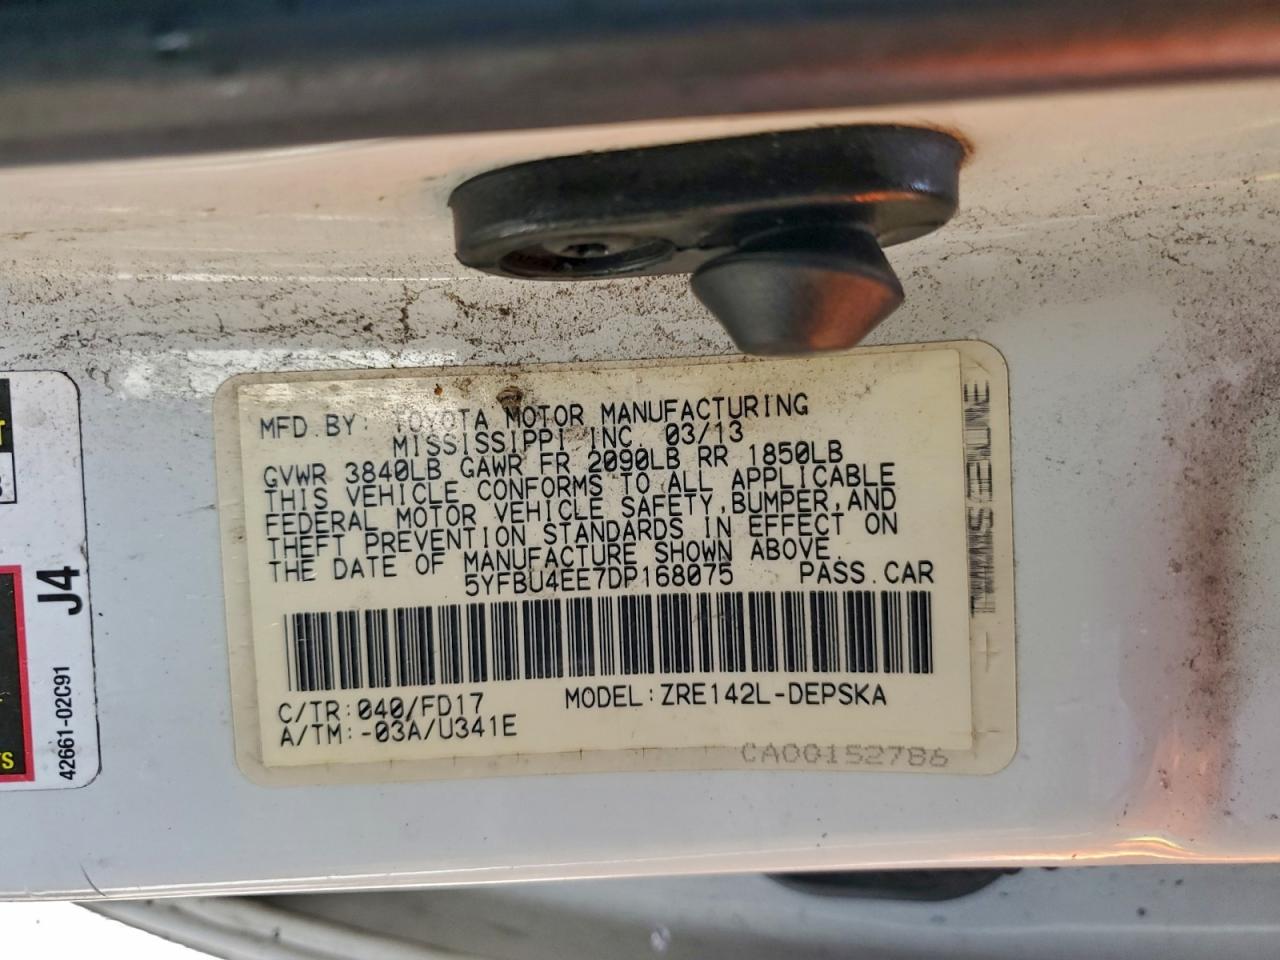 MFD.BY: TOYOTA MOTOR MANUFACTURING
MISSISSIPPI INC. 03/13
GVWR 3840LB GAWR FR 2090LB RR 1850LB
THIS VEHICLE CONFORMS TO ALL APPLICABLE
FEDERAL MOTOR VEHICLE SAFETY,BUMPER,AND
THEFT PREVENTION STANDARDS IN EFFECT ON
THE DATE OF MANUFACTURE SHOWN ABOVE.
5YFBU4EE7DP168075 PASS.CAR
C/TR:040/FD17 MODEL:ZRE142L-DEPSKA
A/TM:-03A/U341E
CA00152786
J4
42661-02C91